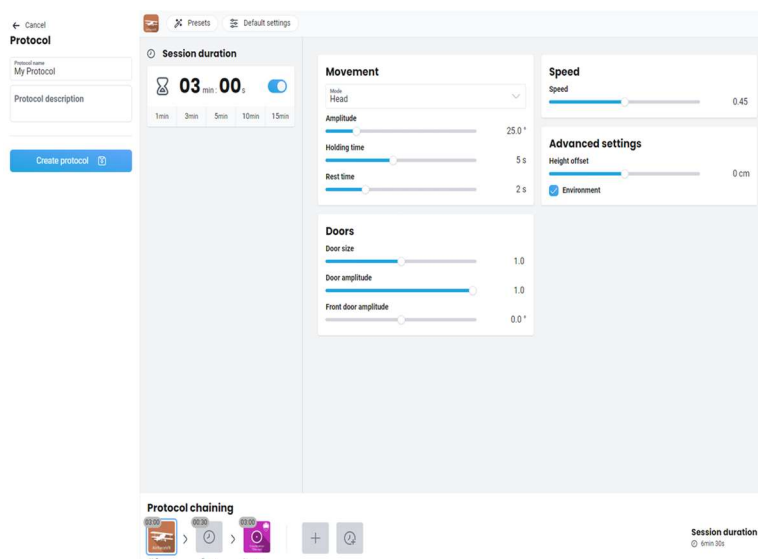 Cancel
Protocol
Protocol name
My Protocol
Protocol description
Create protocol
Presets
Default settings
Session duration
03 min : 00 s
1min 3min 5min 10min 15min
Movement
Mode
Head
Amplitude
25.0 °
Holding time
5 s
Rest time
2 s
Doors
Door size
1.0
Door amplitude
1.0
Front door amplitude
0.0 °
Speed
Speed
0.45
Advanced settings
Height offset
0 cm
Environment
Protocol chaining
03:00 00:30 03:00
Session duration
6min 30s